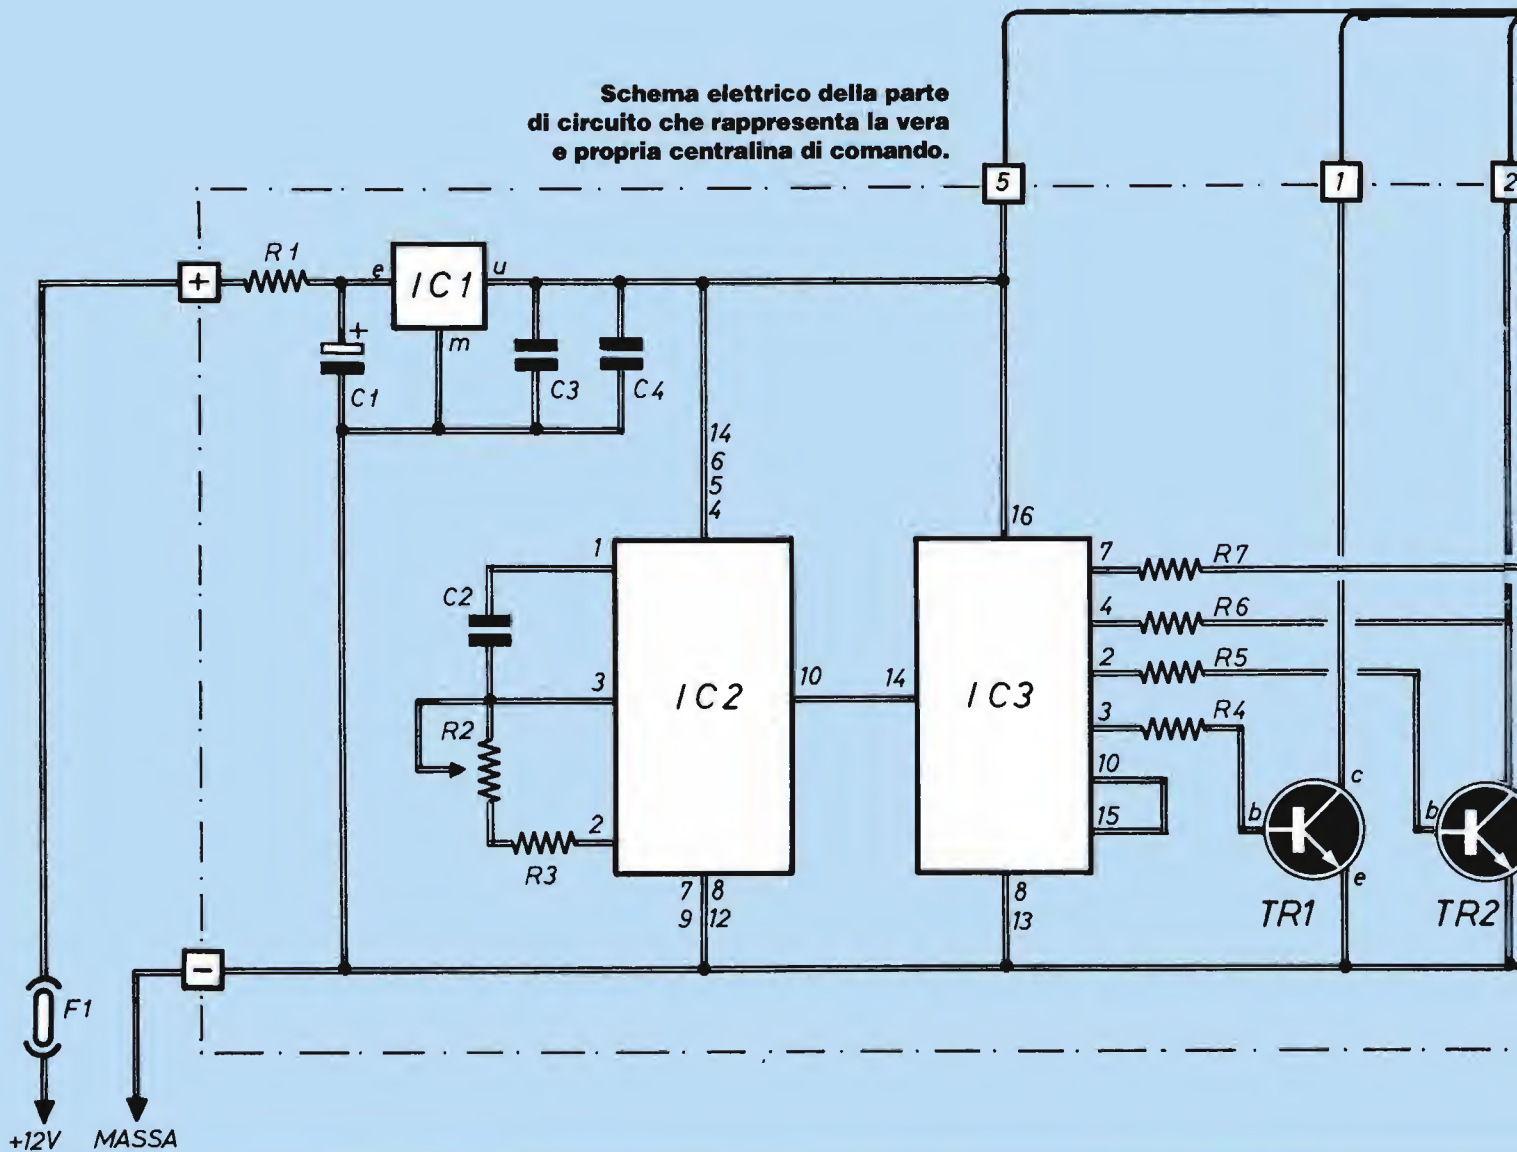 Schema elettrico della parte
di circuito che rappresenta la vera
e propria centralina di comando.
5
1
2
R1
+
e
IC1
u
m
+
C1
C3
C4
14
6
5
4
16
1
C2
3
R2
2
R3
IC2
10
14
IC3
7
R7
4
R6
2
R5
3
R4
10
15
b
c
e
TR1
b
TR2
7 8
9 12
8
13
-
F1
+12V
MASSA